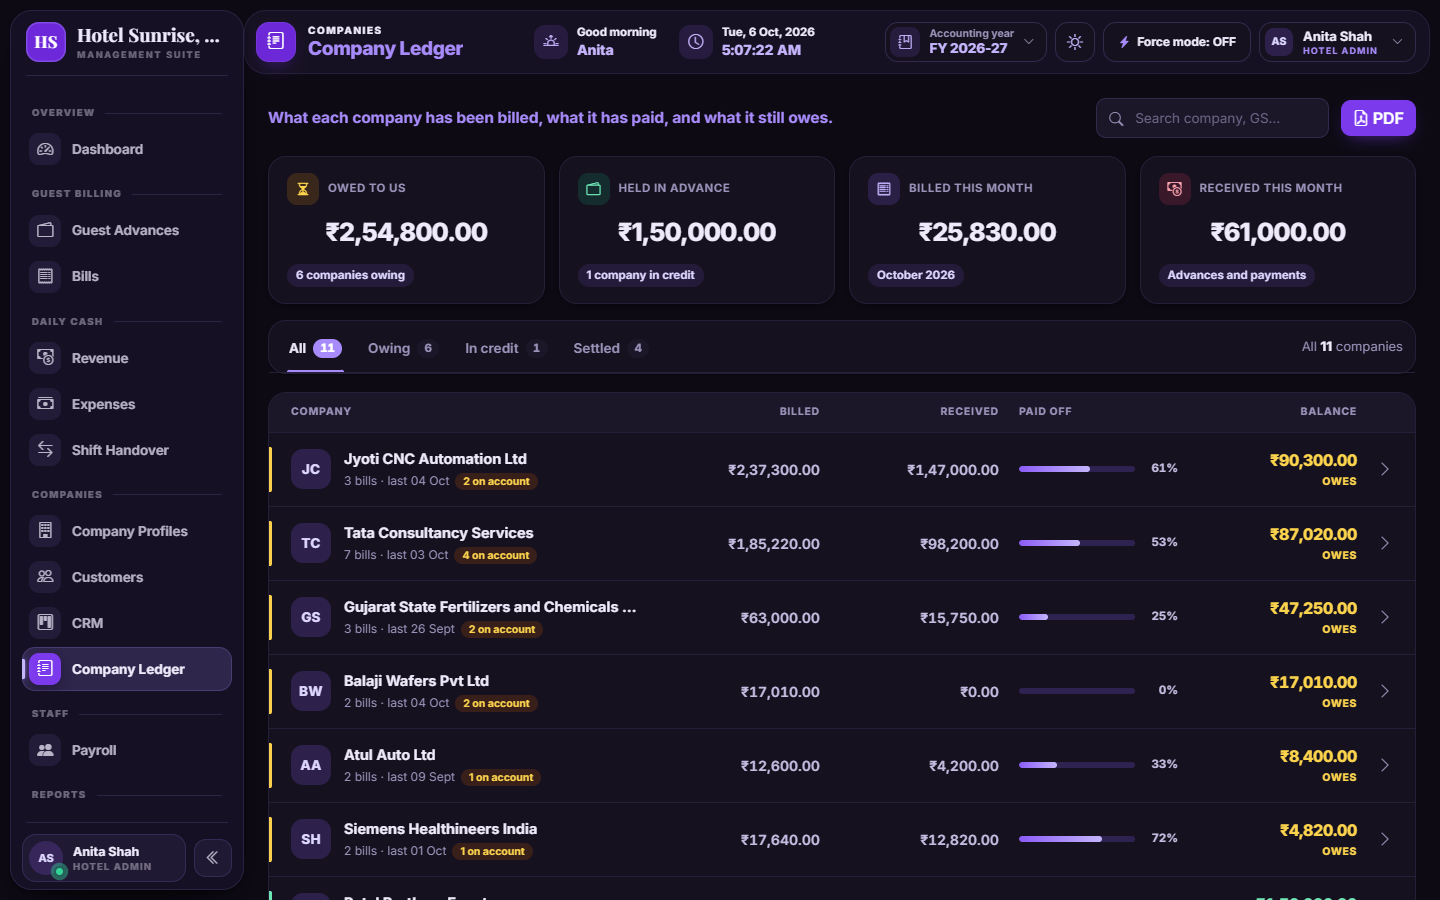 HS
Hotel Sunrise, ...
MANAGEMENT SUITE
OVERVIEW
Dashboard
GUEST BILLING
Guest Advances
Bills
DAILY CASH
Revenue
Expenses
Shift Handover
COMPANIES
Company Profiles
Customers
CRM
Company Ledger
STAFF
Payroll
REPORTS
AS
Anita Shah
HOTEL ADMIN
COMPANIES
Company Ledger
Good morning
Anita
Tue, 6 Oct, 2026
5:07:22 AM
Accounting year
FY 2026-27
Force mode: OFF
AS
Anita Shah
HOTEL ADMIN
What each company has been billed, what it has paid, and what it still owes.
Search company, GS...
PDF
OWED TO US
₹2,54,800.00
6 companies owing
HELD IN ADVANCE
₹1,50,000.00
1 company in credit
BILLED THIS MONTH
₹25,830.00
October 2026
RECEIVED THIS MONTH
₹61,000.00
Advances and payments
All 11
Owing 6
In credit 1
Settled 4
All 11 companies
COMPANY BILLED RECEIVED PAID OFF BALANCE
JC
Jyoti CNC Automation Ltd
3 bills · last 04 Oct 2 on account
₹2,37,300.00 ₹1,47,000.00 61% ₹90,300.00
OWES
TC
Tata Consultancy Services
7 bills · last 03 Oct 4 on account
₹1,85,220.00 ₹98,200.00 53% ₹87,020.00
OWES
GS
Gujarat State Fertilizers and Chemicals ...
3 bills · last 26 Sept 2 on account
₹63,000.00 ₹15,750.00 25% ₹47,250.00
OWES
BW
Balaji Wafers Pvt Ltd
2 bills · last 04 Oct 2 on account
₹17,010.00 ₹0.00 0% ₹17,010.00
OWES
AA
Atul Auto Ltd
2 bills · last 09 Sept 1 on account
₹12,600.00 ₹4,200.00 33% ₹8,400.00
OWES
SH
Siemens Healthineers India
2 bills · last 01 Oct 1 on account
₹17,640.00 ₹12,820.00 72% ₹4,820.00
OWES